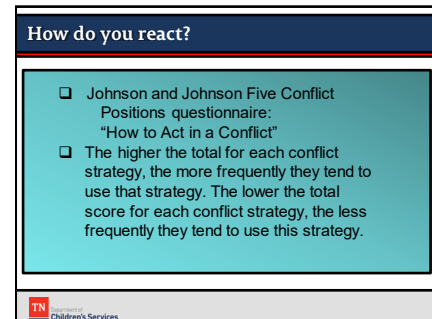 How do you react?
❑ Johnson and Johnson Five Conflict
Positions questionnaire:
“How to Act in a Conflict”
❑ The higher the total for each conflict
strategy, the more frequently they tend to
use that strategy. The lower the total
score for each conflict strategy, the less
frequently they tend to use this strategy.
TN
Department of
Children's Services